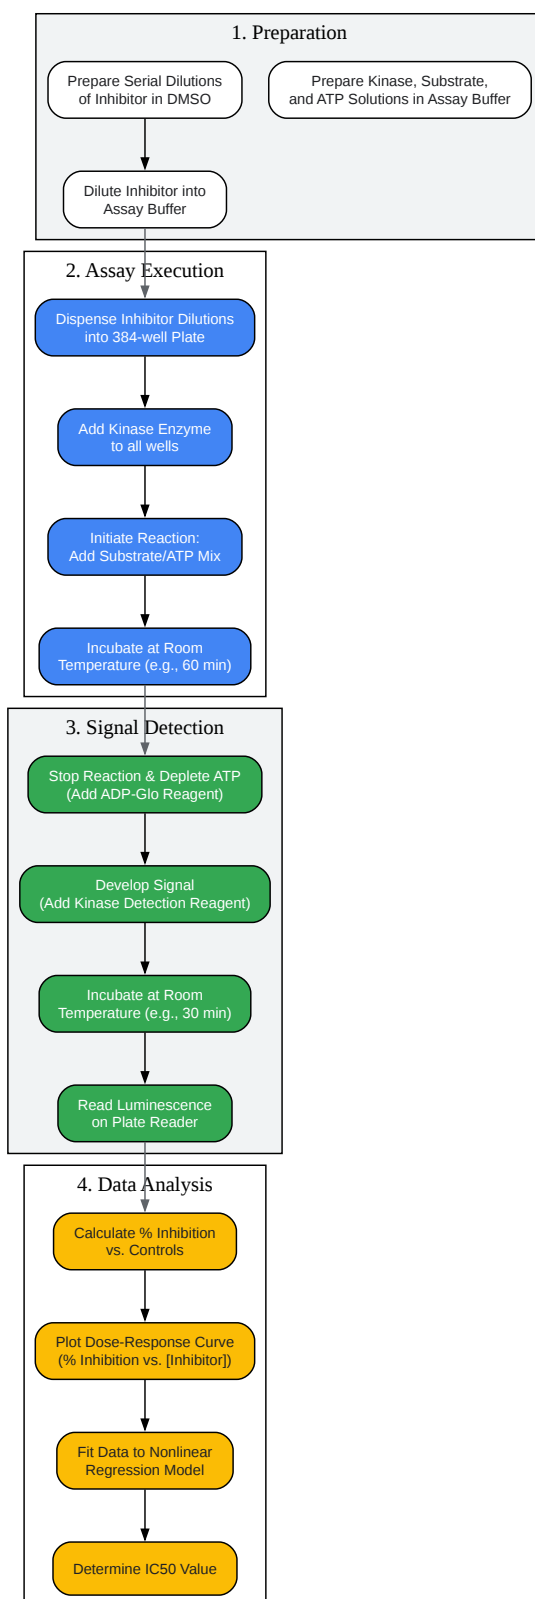 1. Preparation
Prepare Serial Dilutions
of Inhibitor in DMSO
Prepare Kinase, Substrate,
and ATP Solutions in Assay Buffer
Dilute Inhibitor into
Assay Buffer
2. Assay Execution
Dispense Inhibitor Dilutions
into 384-well Plate
Add Kinase Enzyme
to all wells
Initiate Reaction:
Add Substrate/ATP Mix
Incubate at Room
Temperature (e.g., 60 min)
3. Signal Detection
Stop Reaction & Deplete ATP
(Add ADP-Glo Reagent)
Develop Signal
(Add Kinase Detection Reagent)
Incubate at Room
Temperature (e.g., 30 min)
Read Luminescence
on Plate Reader
4. Data Analysis
Calculate % Inhibition
vs. Controls
Plot Dose-Response Curve
(% Inhibition vs. [Inhibitor])
Fit Data to Nonlinear
Regression Model
Determine IC50 Value